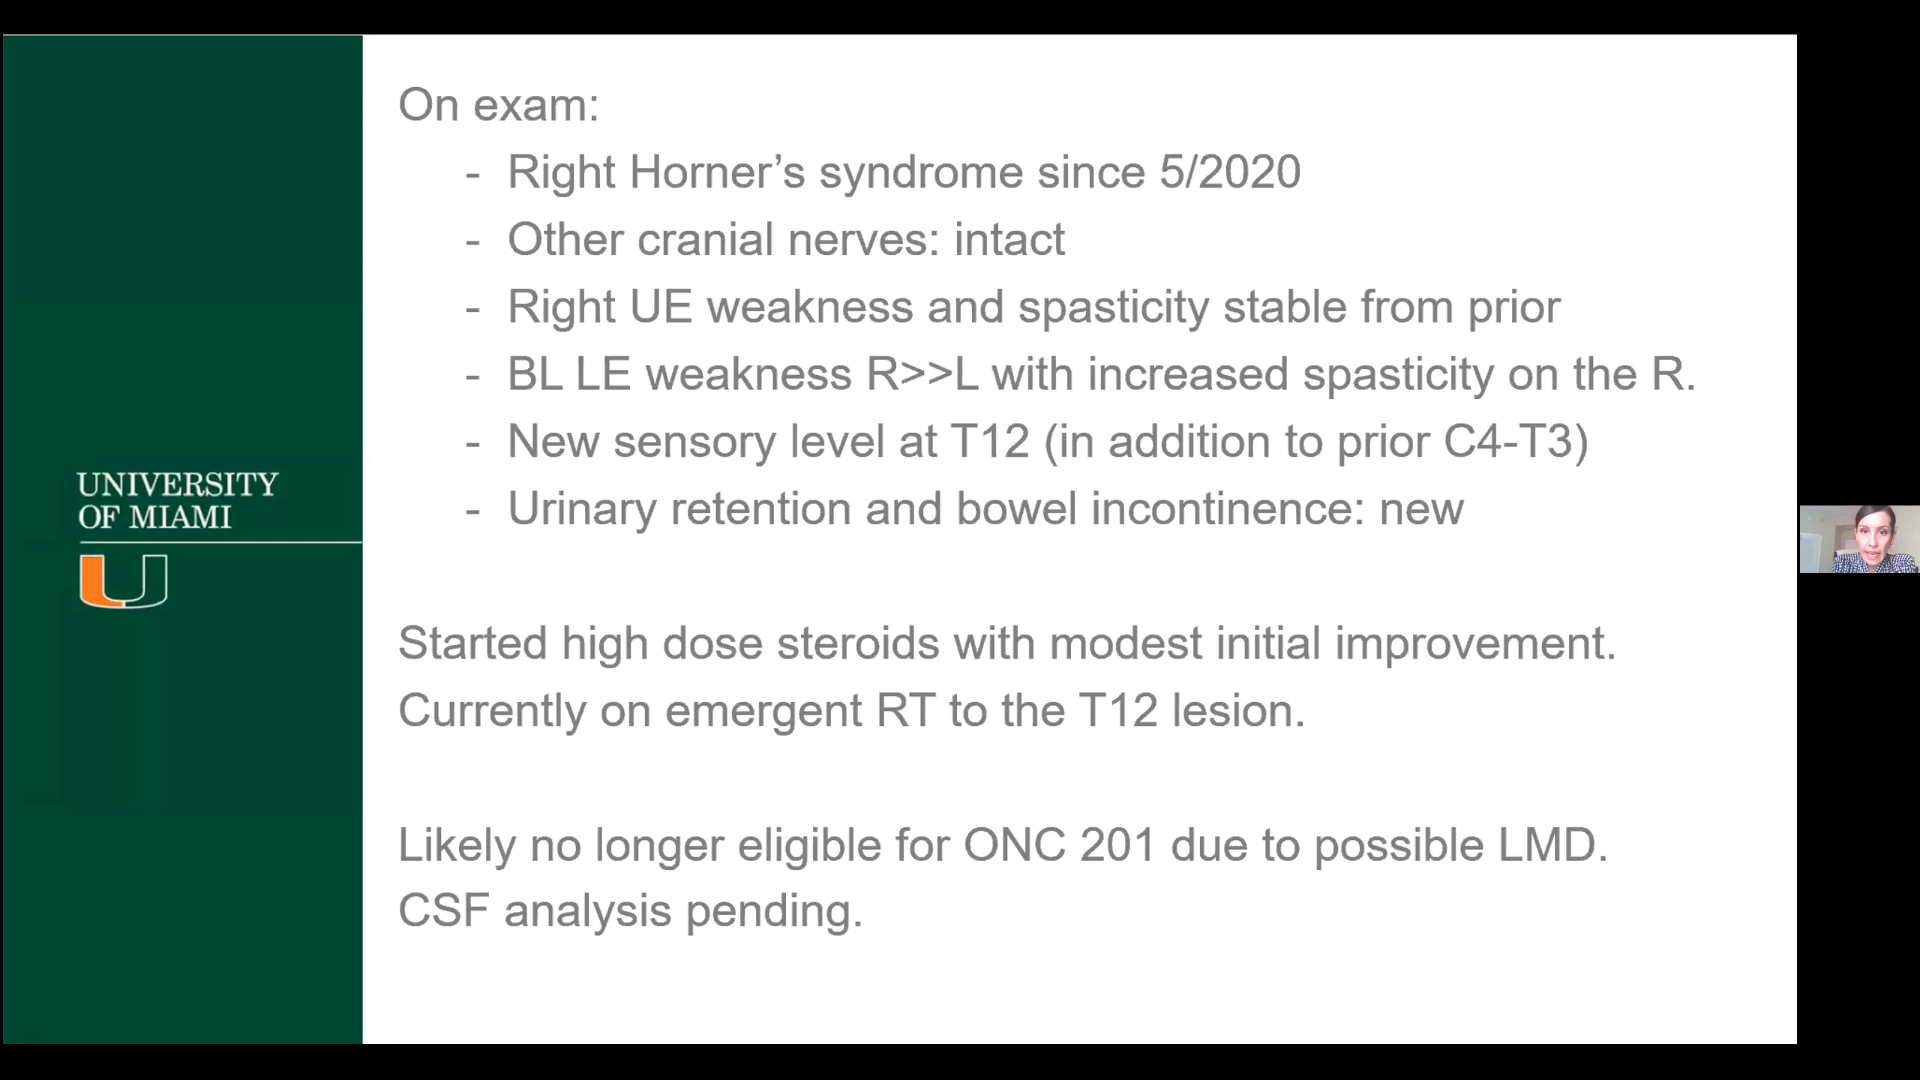 On exam:
- Right Horner’s syndrome since 5/2020
- Other cranial nerves: intact
- Right UE weakness and spasticity stable from prior
- BL LE weakness R>>L with increased spasticity on the R.
- New sensory level at T12 (in addition to prior C4-T3)
- Urinary retention and bowel incontinence: new
Started high dose steroids with modest initial improvement.
Currently on emergent RT to the T12 lesion.
Likely no longer eligible for ONC 201 due to possible LMD.
CSF analysis pending.
UNIVERSITY
OF MIAMI